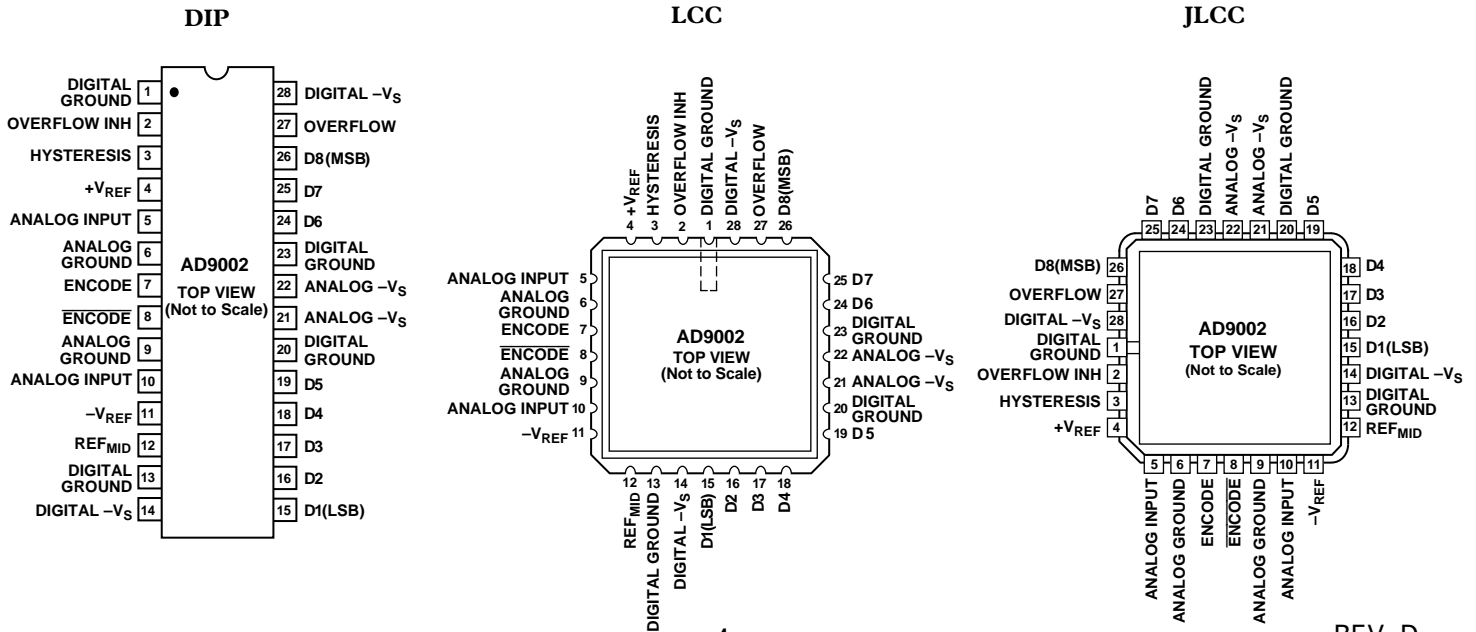 DIP
DIGITAL
GROUND
1
OVERFLOW INH 2
HYSTERESIS 3
+VREF 4
ANALOG INPUT 5
ANALOG
GROUND
6
ENCODE 7
ENCODE 8
ANALOG
GROUND
9
ANALOG INPUT 10
–VREF 11
REFMID 12
DIGITAL
GROUND
13
DIGITAL –VS 14
AD9002
TOP VIEW
(Not to Scale)
28 DIGITAL –VS
27 OVERFLOW
26 D8(MSB)
25 D7
24 D6
23 DIGITAL
GROUND
22 ANALOG –VS
21 ANALOG –VS
20 DIGITAL
GROUND
19 D5
18 D4
17 D3
16 D2
15 D1(LSB)
LCC
4 +VREF
3 HYSTERESIS
2 OVERFLOW INH
1 DIGITAL GROUND
28 DIGITAL –VS
27 OVERFLOW
26 D8(MSB)
ANALOG INPUT 5
ANALOG
GROUND
6
ENCODE 7
ENCODE 8
ANALOG
GROUND
9
ANALOG INPUT 10
–VREF 11
AD9002
TOP VIEW
(Not to Scale)
25 D7
24 D6
23 DIGITAL
GROUND
22 ANALOG –VS
21 ANALOG –VS
20 DIGITAL
GROUND
19 D5
12 REFMID
13 DIGITAL GROUND
14 DIGITAL –VS
15 D1(LSB)
16 D2
17 D3
18 D4
JLCC
25 D7
24 D6
23 DIGITAL GROUND
22 ANALOG –VS
21 ANALOG –VS
20 DIGITAL GROUND
19 D5
D8(MSB) 26
OVERFLOW 27
DIGITAL –VS 28
DIGITAL
GROUND
1
OVERFLOW INH 2
HYSTERESIS 3
+VREF 4
AD9002
TOP VIEW
(Not to Scale)
18 D4
17 D3
16 D2
15 D1(LSB)
14 DIGITAL –VS
13 DIGITAL
GROUND
12 REFMID
5 ANALOG INPUT
6 ANALOG GROUND
7 ENCODE
8 ENCODE
9 ANALOG GROUND
10 ANALOG INPUT
11 –VREF